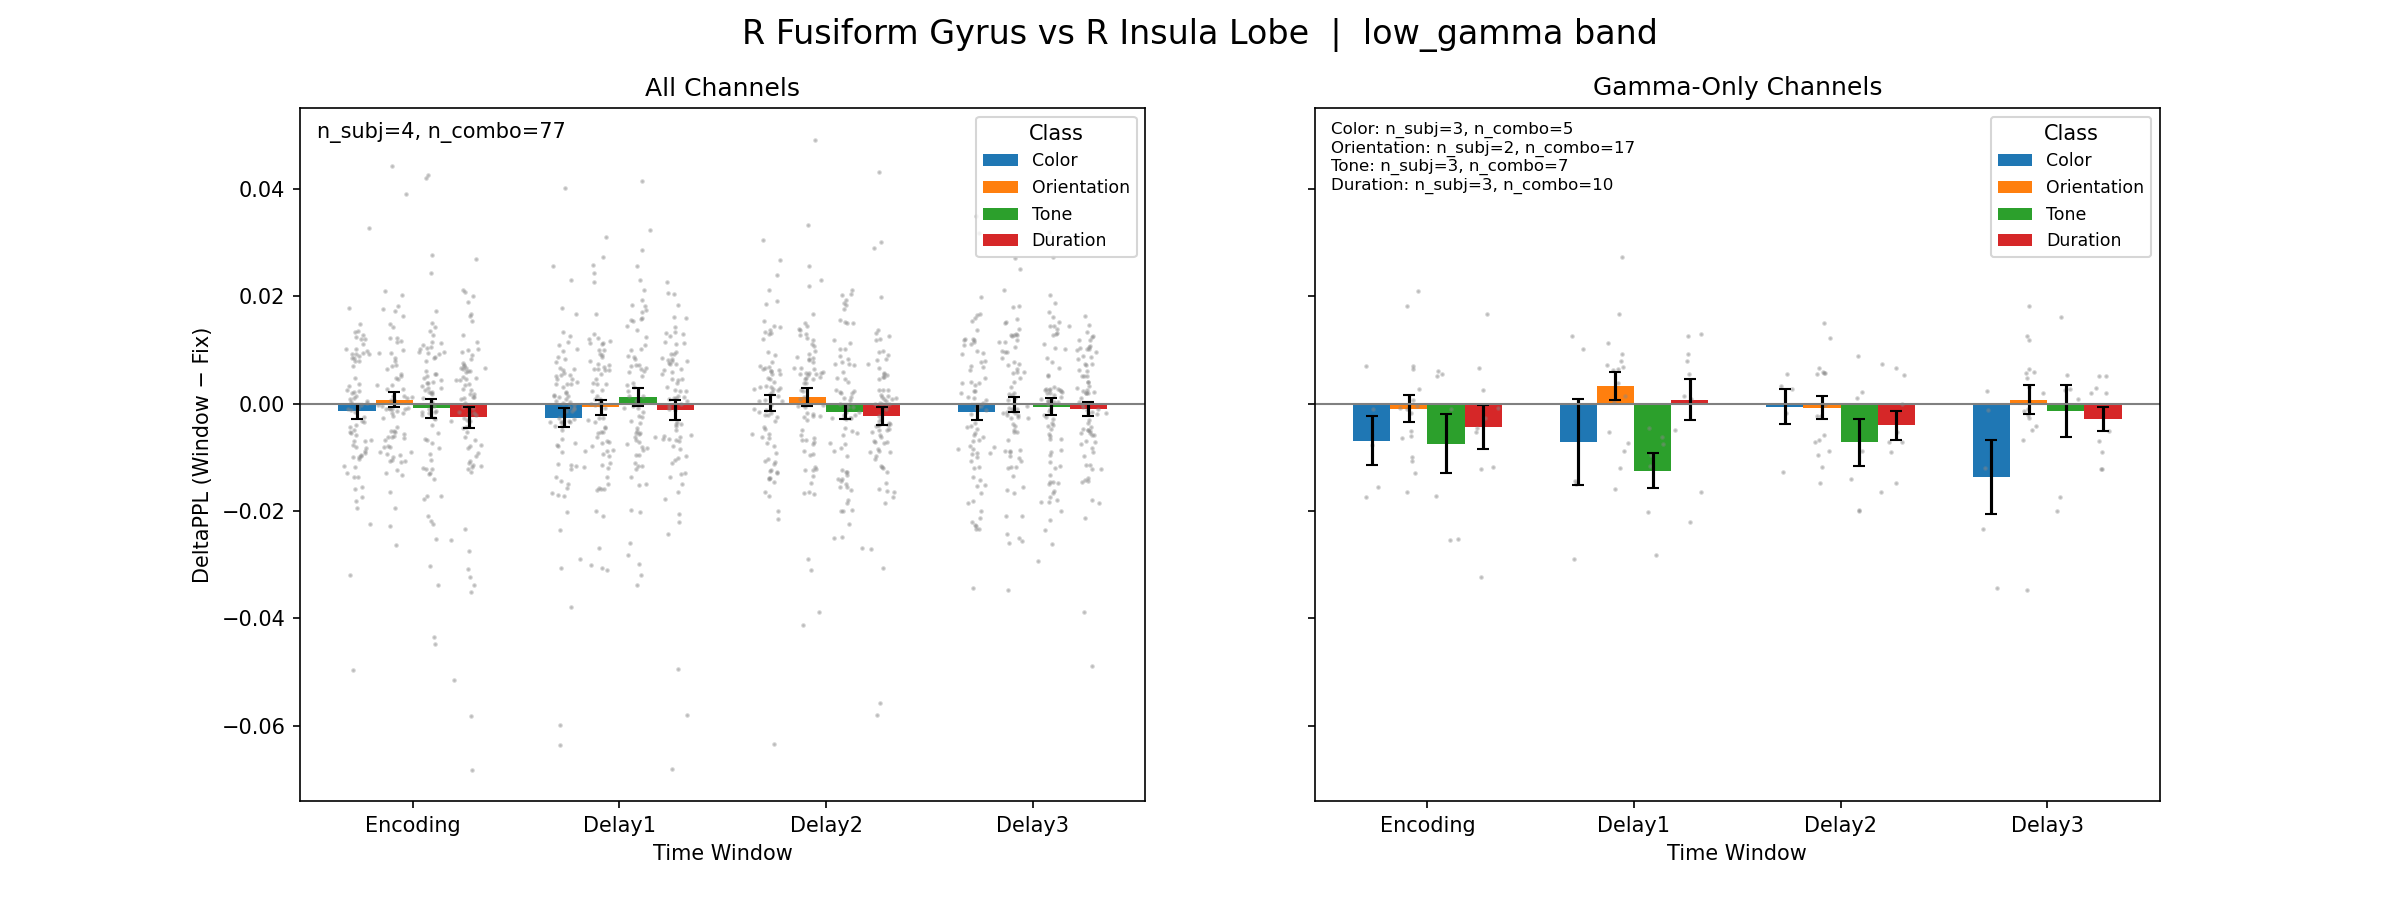 R Fusiform Gyrus vs R Insula Lobe | low_gamma band
All Channels
n_subj=4, n_combo=77
Class
Color
Orientation
Tone
Duration
0.04
0.02
0.00
−0.02
−0.04
−0.06
DeltaPPL (Window − Fix)
Encoding
Delay1
Delay2
Delay3
Time Window
Gamma-Only Channels
Color: n_subj=3, n_combo=5
Orientation: n_subj=2, n_combo=17
Tone: n_subj=3, n_combo=7
Duration: n_subj=3, n_combo=10
Class
Color
Orientation
Tone
Duration
Encoding
Delay1
Delay2
Delay3
Time Window